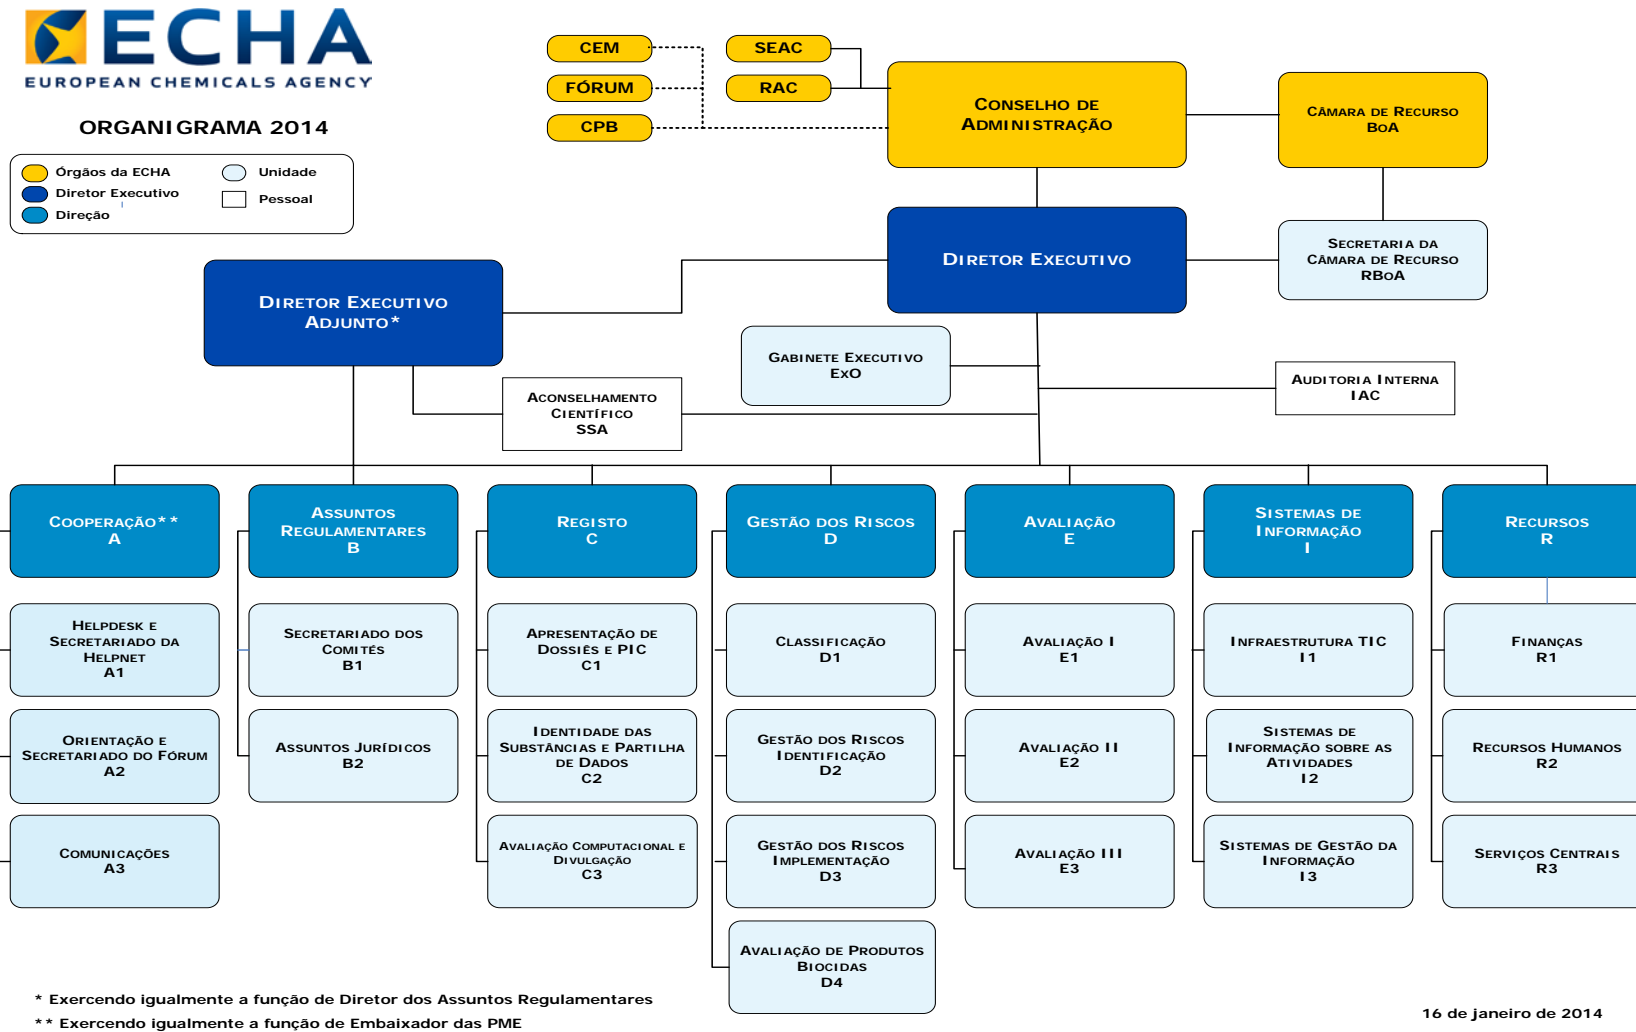 ECHA
EUROPEAN CHEMICALS AGENCY
ORGANIGRAMA 2014
Órgãos da ECHA
Diretor Executivo
Direção
Unidade
Pessoal
CEM
FÓRUM
CPB
SEAC
RAC
CONSELHO DE
ADMINISTRAÇÃO
CÂMARA DE RECURSO
BOA
DIRETOR EXECUTIVO
SECRETARIA DA
CÂMARA DE RECURSO
RBOA
DIRETOR EXECUTIVO
ADJUNTO*
GABINETE EXECUTIVO
EXO
ACONSELHAMENTO
CIENTÍFICO
SSA
AUDITORIA INTERNA
IAC
COOPERAÇÃO**
A
ASSUNTOS
REGULAMENTARES
B
REGISTO
C
GESTÃO DOS RISCOS
D
AVALIAÇÃO
E
SISTEMAS DE
INFORMAÇÃO
I
RECURSOS
R
HELPDESK E
SECRETARIADO DA
HELPNET
A1
SECRETARIADO DOS
COMITÉS
B1
APRESENTAÇÃO DE
DOSSIÊS E PIC
C1
CLASSIFICAÇÃO
D1
AVALIAÇÃO I
E1
INFRAESTRUTURA TIC
I1
FINANÇAS
R1
ORIENTAÇÃO E
SECRETARIADO DO FÓRUM
A2
ASSUNTOS JURÍDICOS
B2
IDENTIDADE DAS
SUBSTÂNCIAS E PARTILHA
DE DADOS
C2
GESTÃO DOS RISCOS
IDENTIFICAÇÃO
D2
AVALIAÇÃO II
E2
SISTEMAS DE
INFORMAÇÃO SOBRE AS
ATIVIDADES
I2
RECURSOS HUMANOS
R2
COMUNICAÇÕES
A3
AVALIAÇÃO COMPUTACIONAL E
DIVULGAÇÃO
C3
GESTÃO DOS RISCOS
IMPLEMENTAÇÃO
D3
AVALIAÇÃO III
E3
SISTEMAS DE GESTÃO DA
INFORMAÇÃO
I3
SERVIÇOS CENTRAIS
R3
AVALIAÇÃO DE PRODUTOS
BIOCIDAS
D4
* Exercendo igualmente a função de Diretor dos Assuntos Regulamentares
** Exercendo igualmente a função de Embaixador das PME
16 de janeiro de 2014